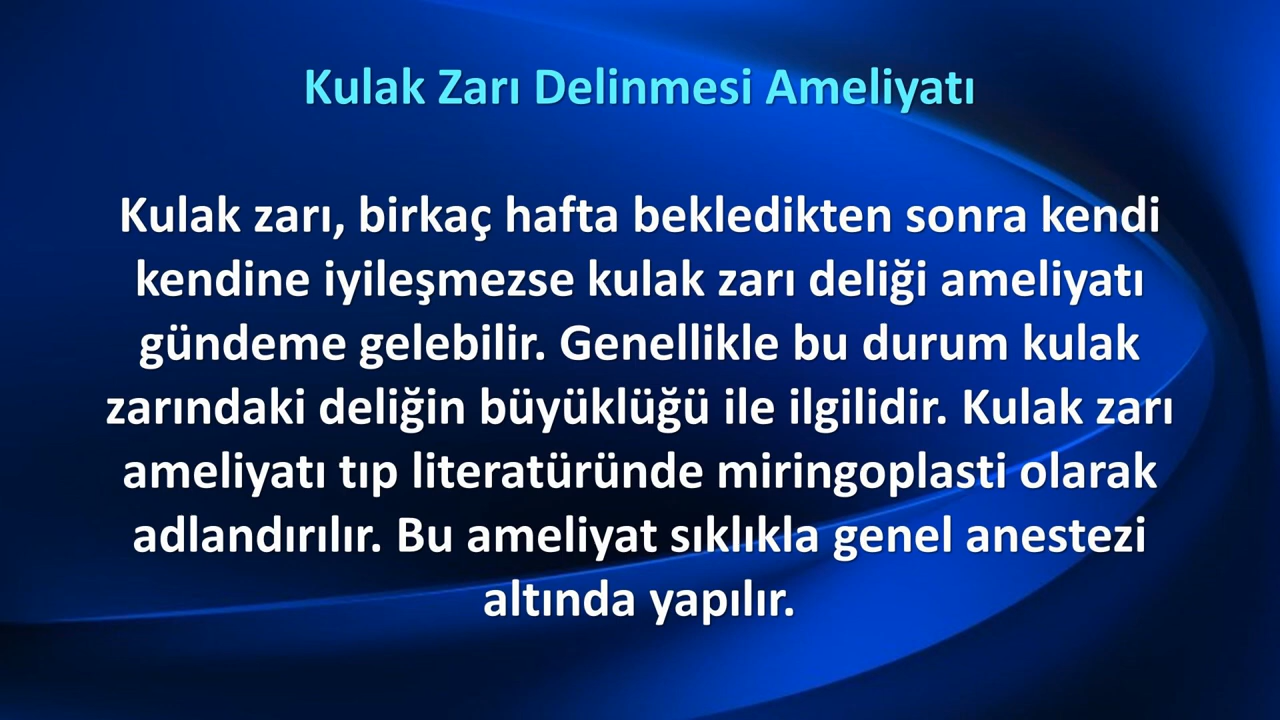 Kulak Zarı Delinmesi Ameliyatı
Kulak zarı, birkaç hafta bekledikten sonra kendi
kendine iyileşmezse kulak zarı deliği ameliyatı
gündeme gelebilir. Genellikle bu durum kulak
zarındaki deliğin büyüklüğü ile ilgilidir. Kulak zarı
ameliyatı tıp literatüründe miringoplasti olarak
adlandırılır. Bu ameliyat sıklıkla genel anestezi
altında yapılır.